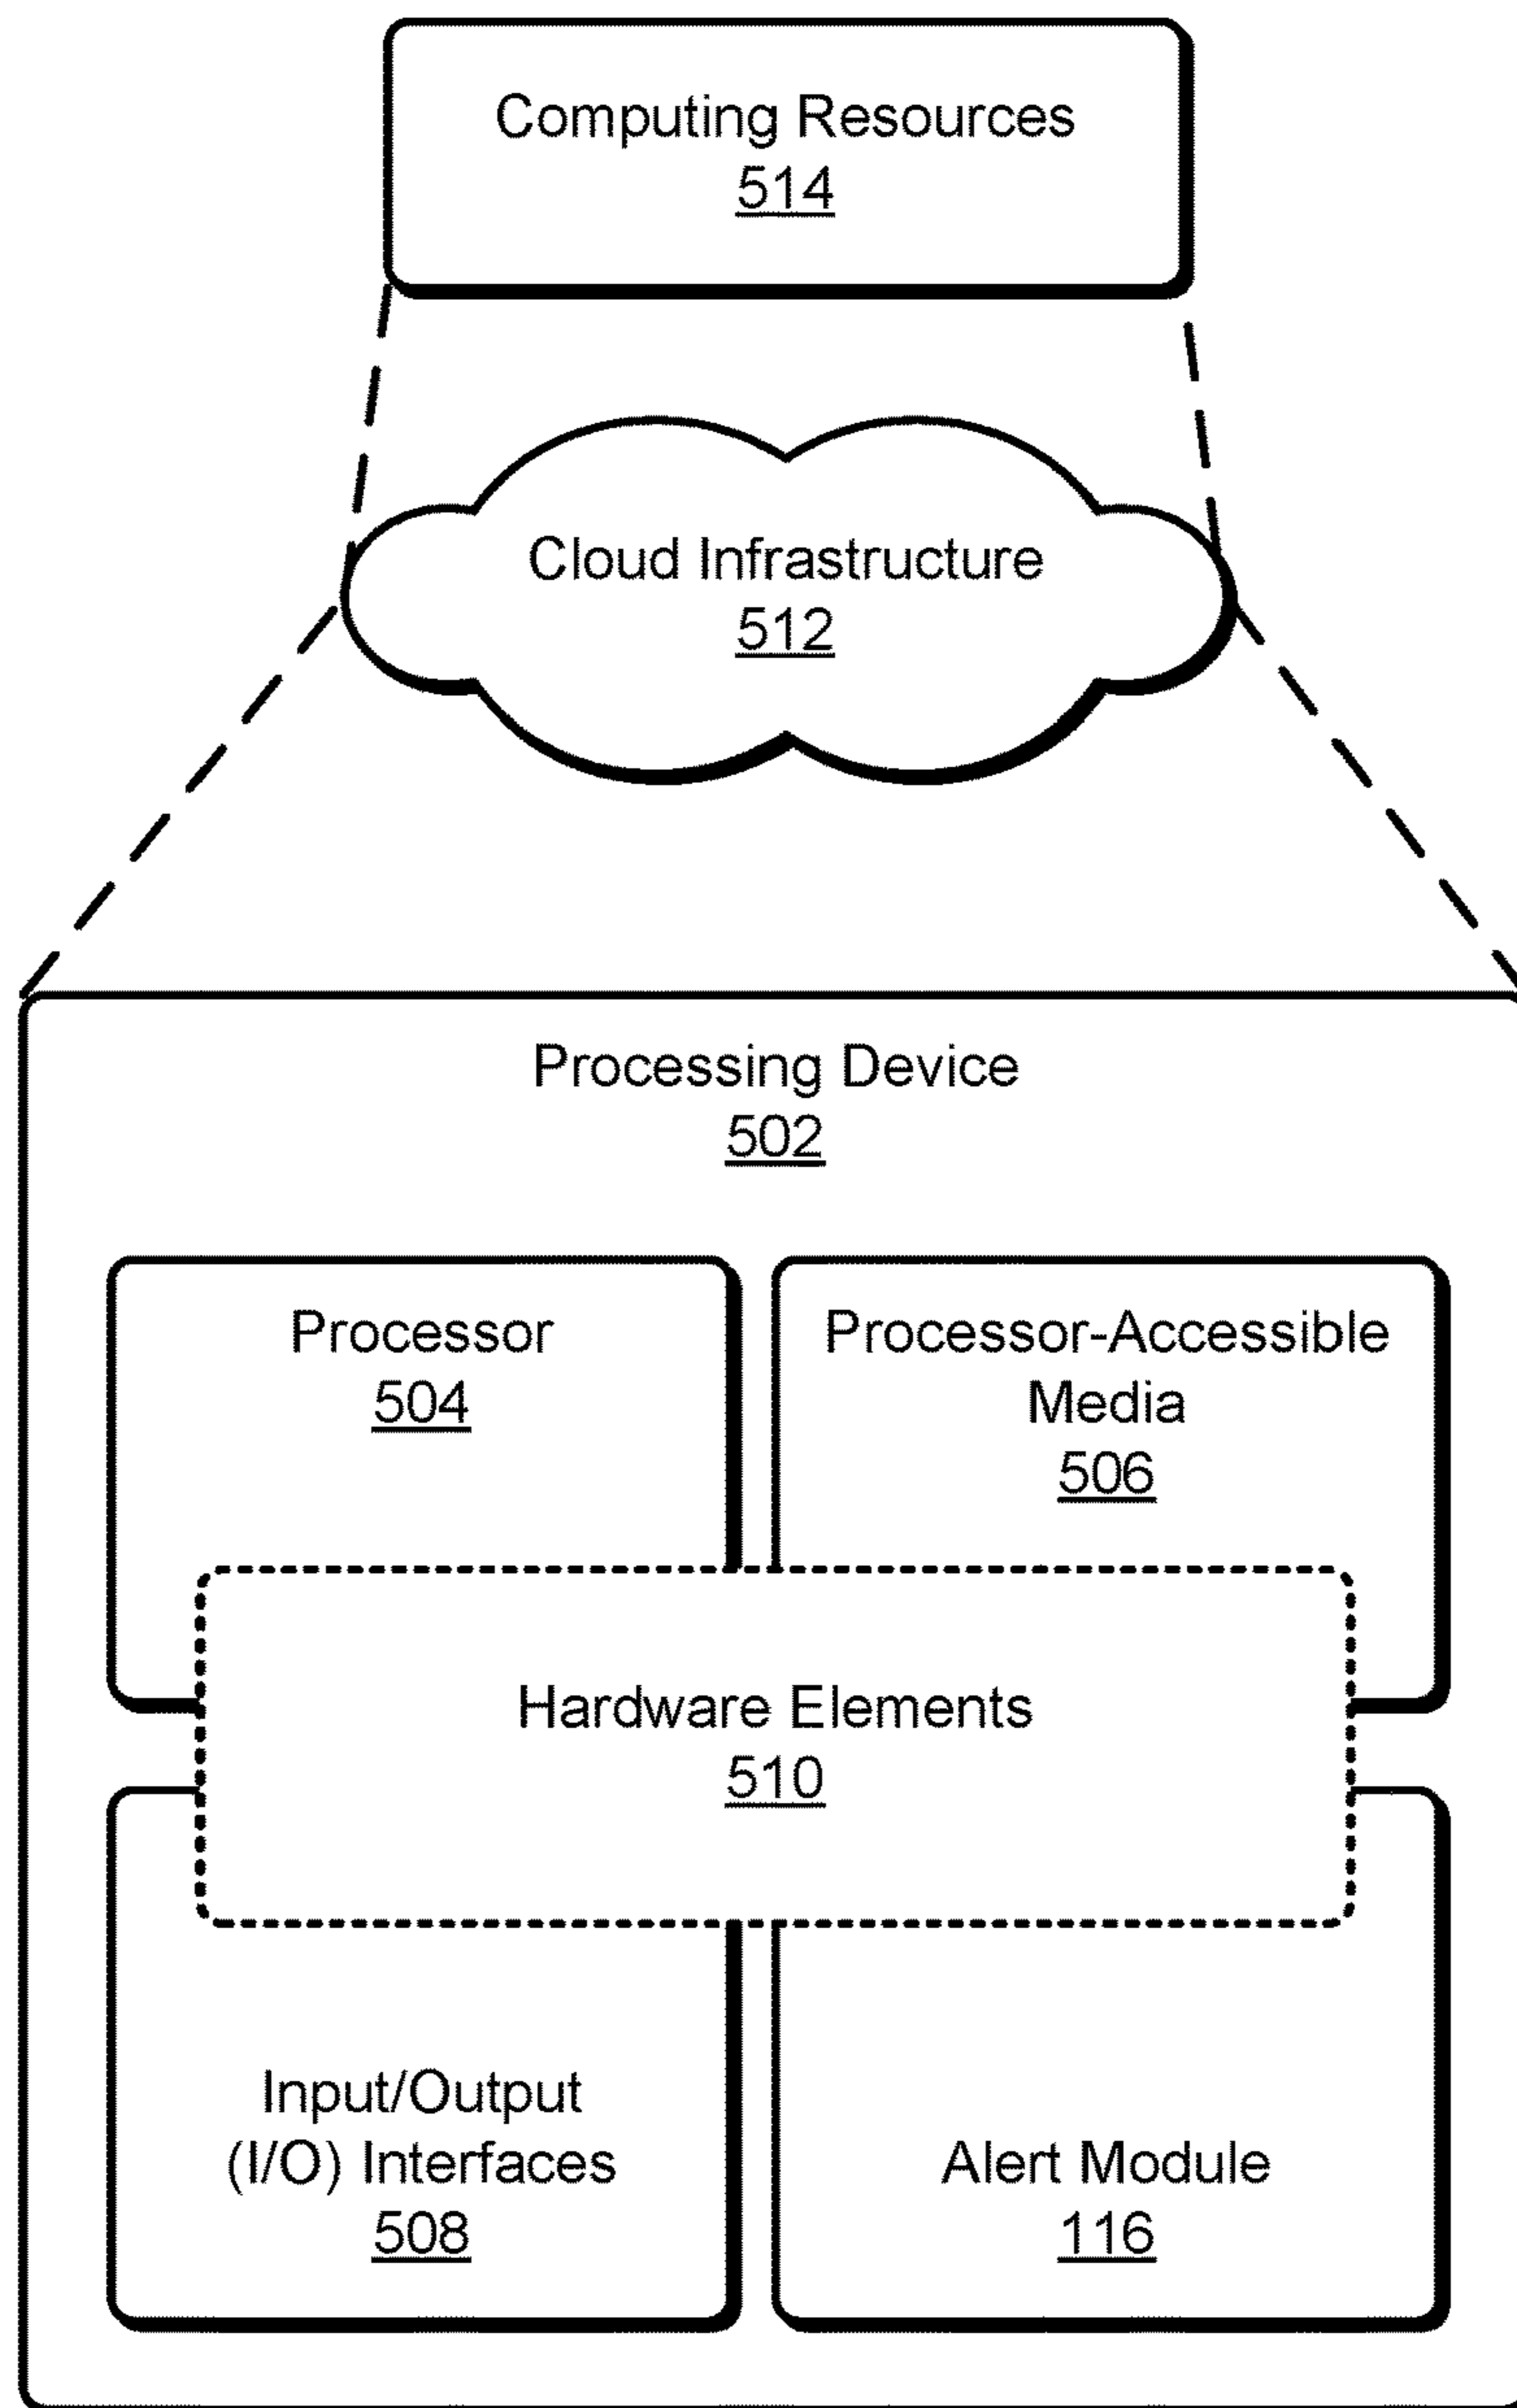 Computing Resources
514
Cloud Infrastructure
512
Processing Device
502
Processor
504
Processor-Accessible
Media
506
Hardware Elements
510
Input/Output
(I/O) Interfaces
508
Alert Module
116